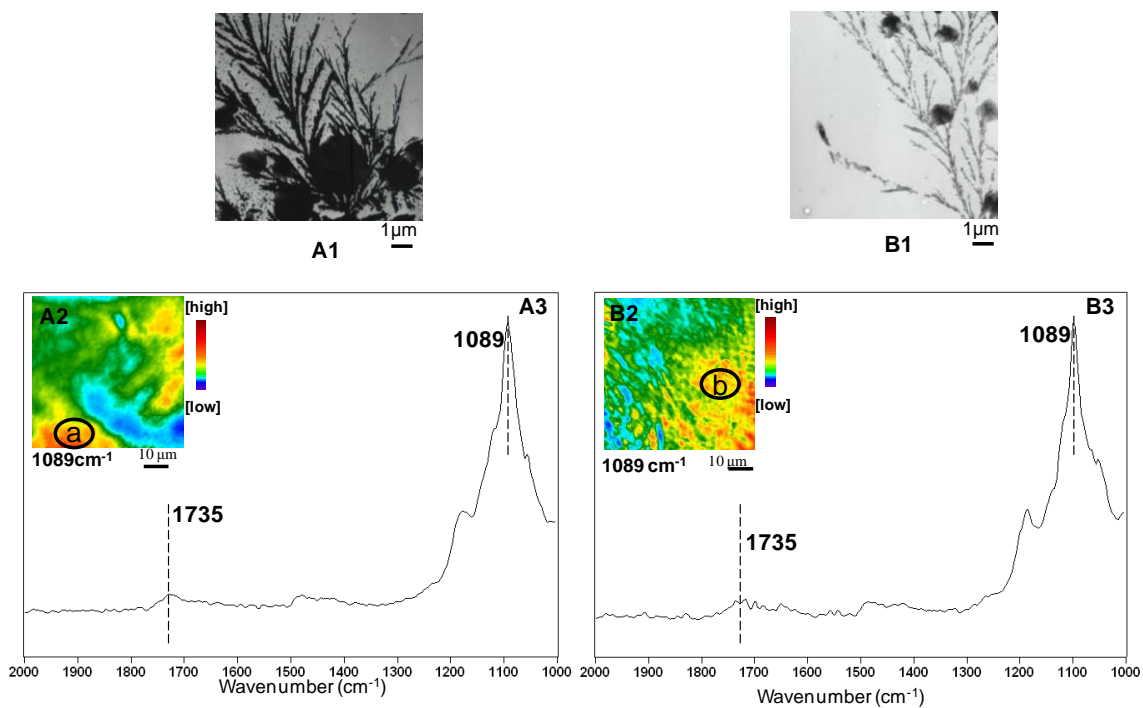 1µm
A1
1µm
B1
A2
[high]
[low]
a
1089cm-1
10 µm
A3
1089
1735
2000 1900 1800 1700 1600 1500 1400 1300 1200 1100 1000
Wavenumber (cm-1)
B2
[high]
[low]
b
1089 cm-1
10 µm
B3
1089
1735
2000 1900 1800 1700 1600 1500 1400 1300 1200 1100 1000
Wavenumber (cm-1)